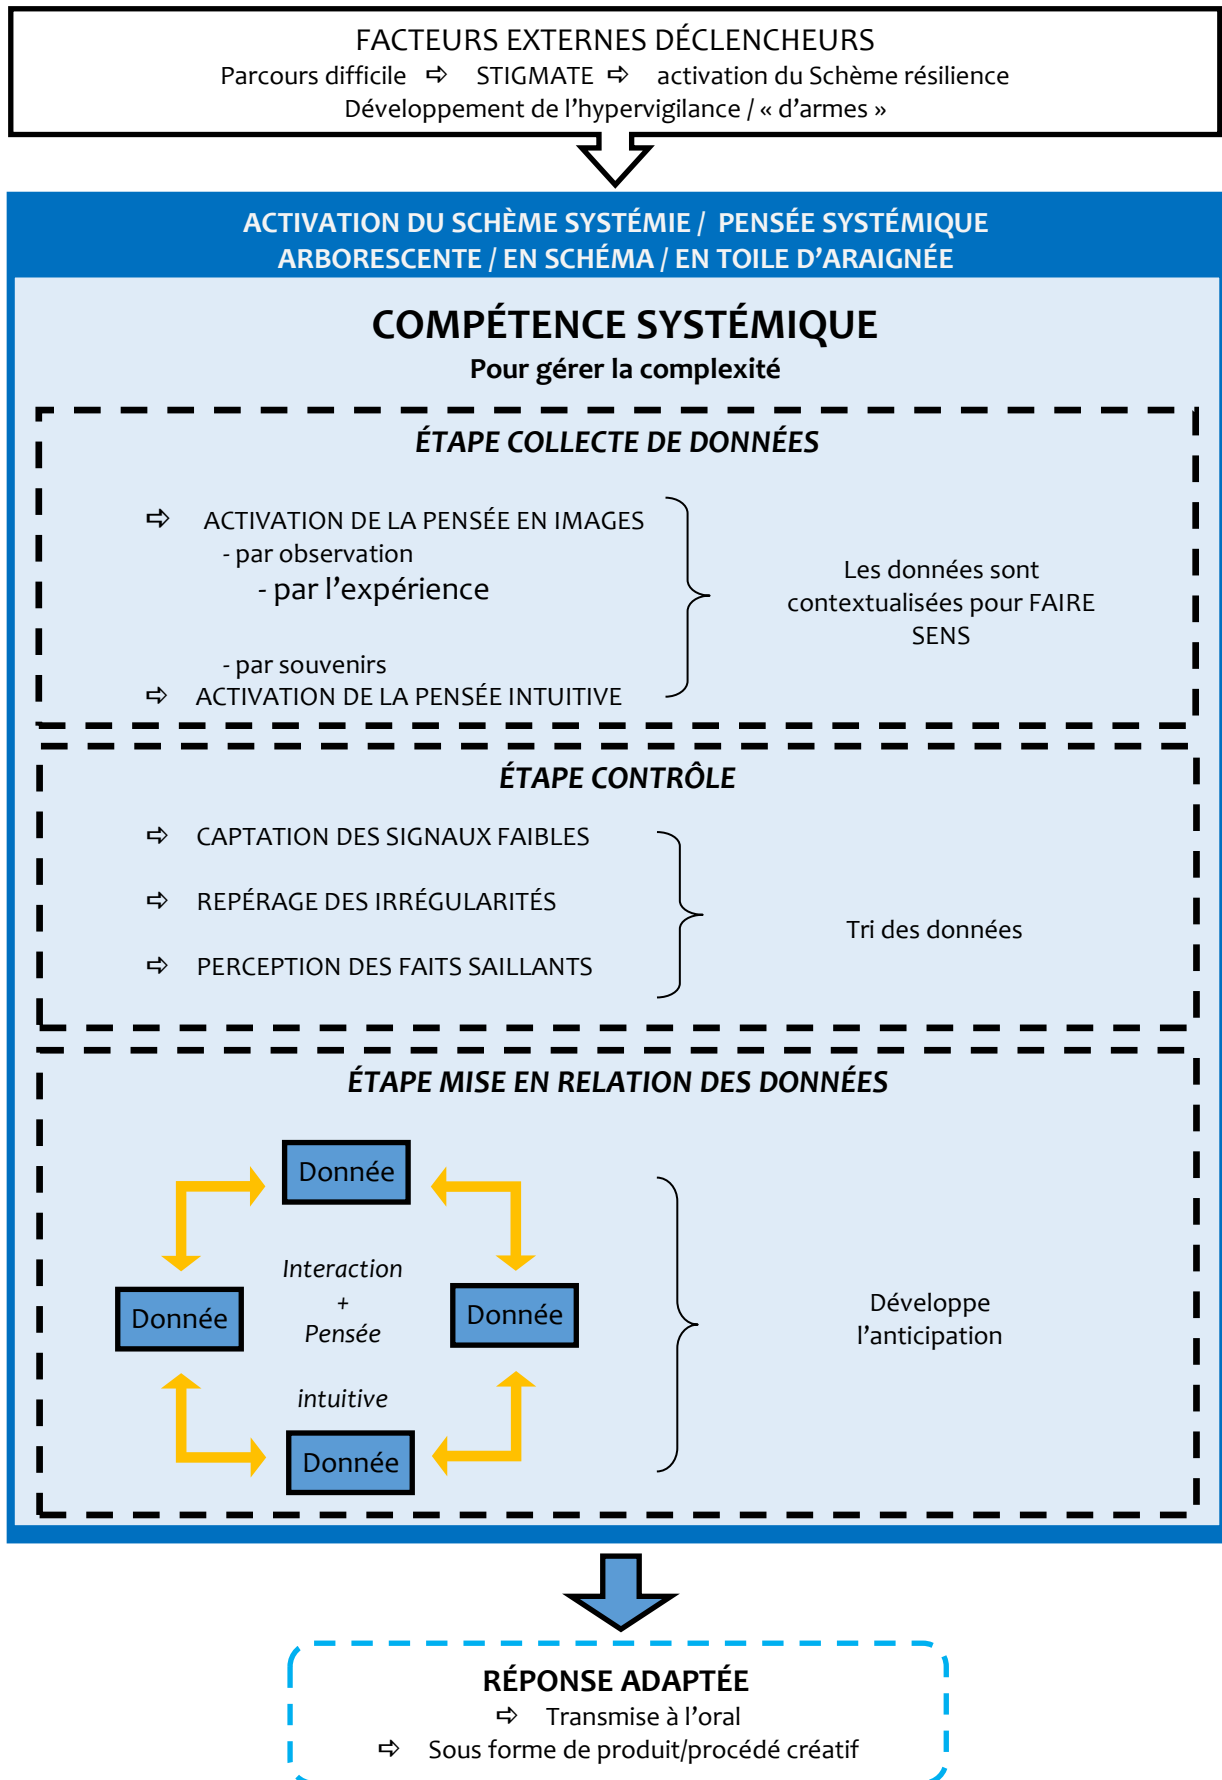 FACTEURS EXTERNES DÉCLENCHEURS
Parcours difficile ⇨ STIGMATE ⇨ activation du Schème résilience
Développement de l’hypervigilance / « d’armes »
ACTIVATION DU SCHÈME SYSTÉMIE / PENSÉE SYSTÉMIQUE
ARBORESCENTE / EN SCHÉMA / EN TOILE D’ARAIGNÉE
COMPÉTENCE SYSTÉMIQUE
Pour gérer la complexité
ÉTAPE COLLECTE DE DONNÉES
⇨ ACTIVATION DE LA PENSÉE EN IMAGES
- par observation
- par l’expérience
- par souvenirs
⇨ ACTIVATION DE LA PENSÉE INTUITIVE
Les données sont
contextualisées pour FAIRE
SENS
ÉTAPE CONTRÔLE
⇨ CAPTATION DES SIGNAUX FAIBLES
⇨ REPÉRAGE DES IRRÉGULARITÉS
⇨ PERCEPTION DES FAITS SAILLANTS
Tri des données
ÉTAPE MISE EN RELATION DES DONNÉES
Donnée
Interaction
+
Pensée
intuitive
Donnée
Donnée
Donnée
Développe
l’anticipation
RÉPONSE ADAPTÉE
⇨ Transmise à l’oral
⇨ Sous forme de produit/procédé créatif